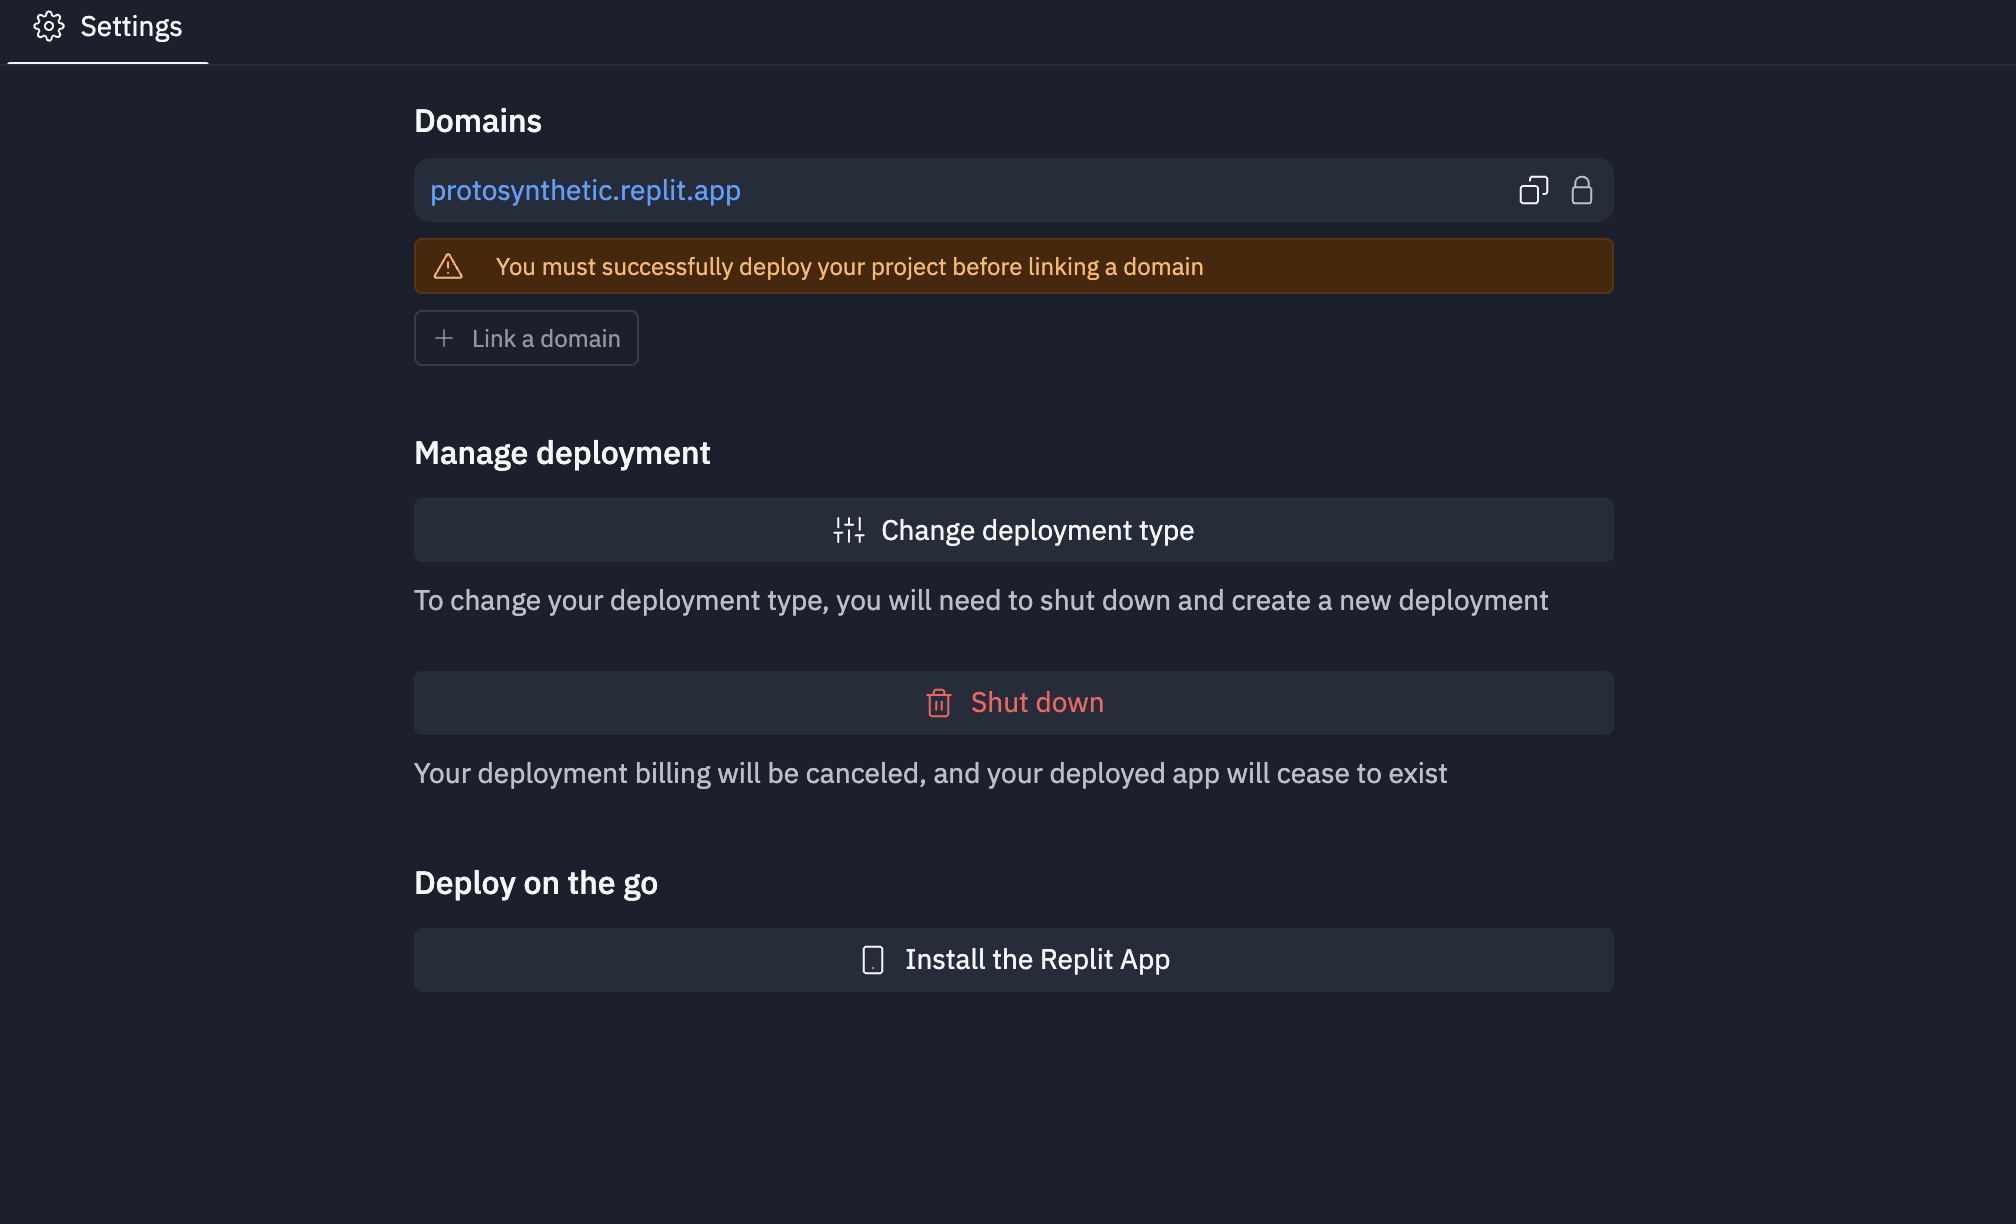 Settings
Domains
protosynthetic.replit.app
You must successfully deploy your project before linking a domain
Link a domain
Manage deployment
Change deployment type
To change your deployment type, you will need to shut down and create a new deployment
Shut down
Your deployment billing will be canceled, and your deployed app will cease to exist
Deploy on the go
Install the Replit App